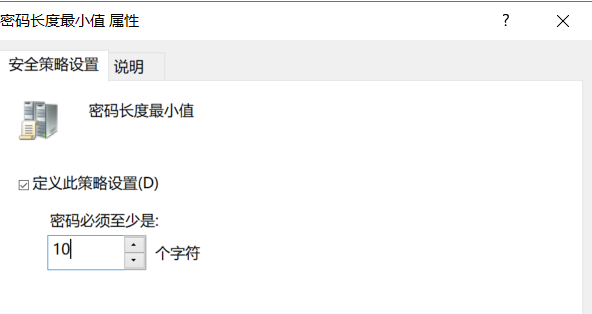 密码长度最小值 属性
?
安全策略设置 说明
密码长度最小值
定义此策略设置(D)
密码必须至少是:
10 个字符